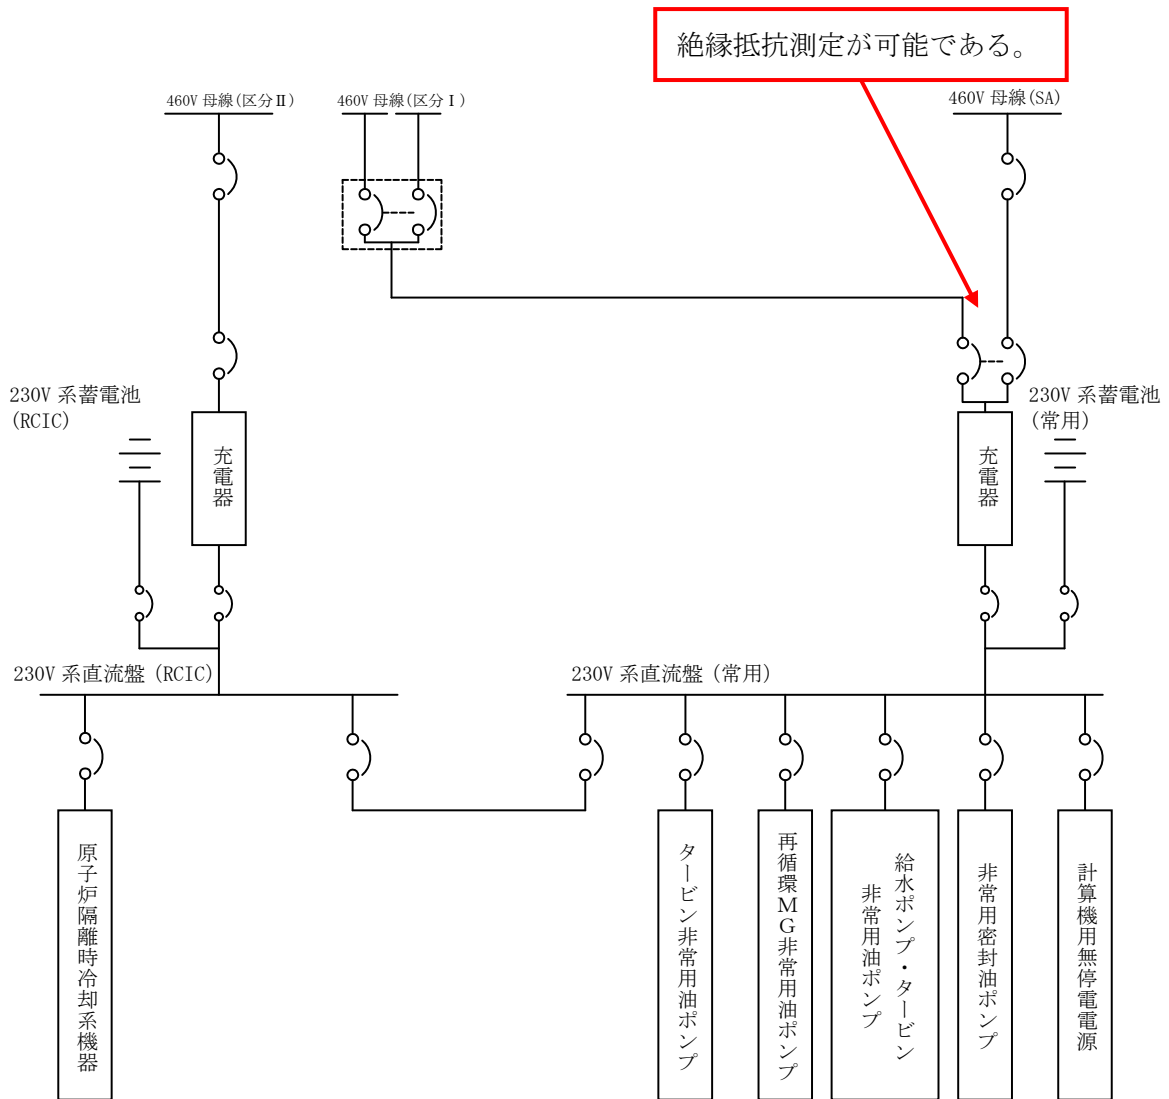 絶縁抵抗測定が可能である。
460V 母線(区分Ⅱ)
460V 母線(区分Ⅰ)
460V 母線(SA)
230V 系蓄電池
(RCIC)
充電器
充電器
230V 系蓄電池
(常用)
230V 系直流盤 (RCIC)
230V 系直流盤 (常用)
原子炉隔離時冷却系機器
タービン非常用油ポンプ
再循環MG非常用油ポンプ
給水ポンプ・タービン
非常用油ポンプ
非常用密封油ポンプ
計算機用無停電電源